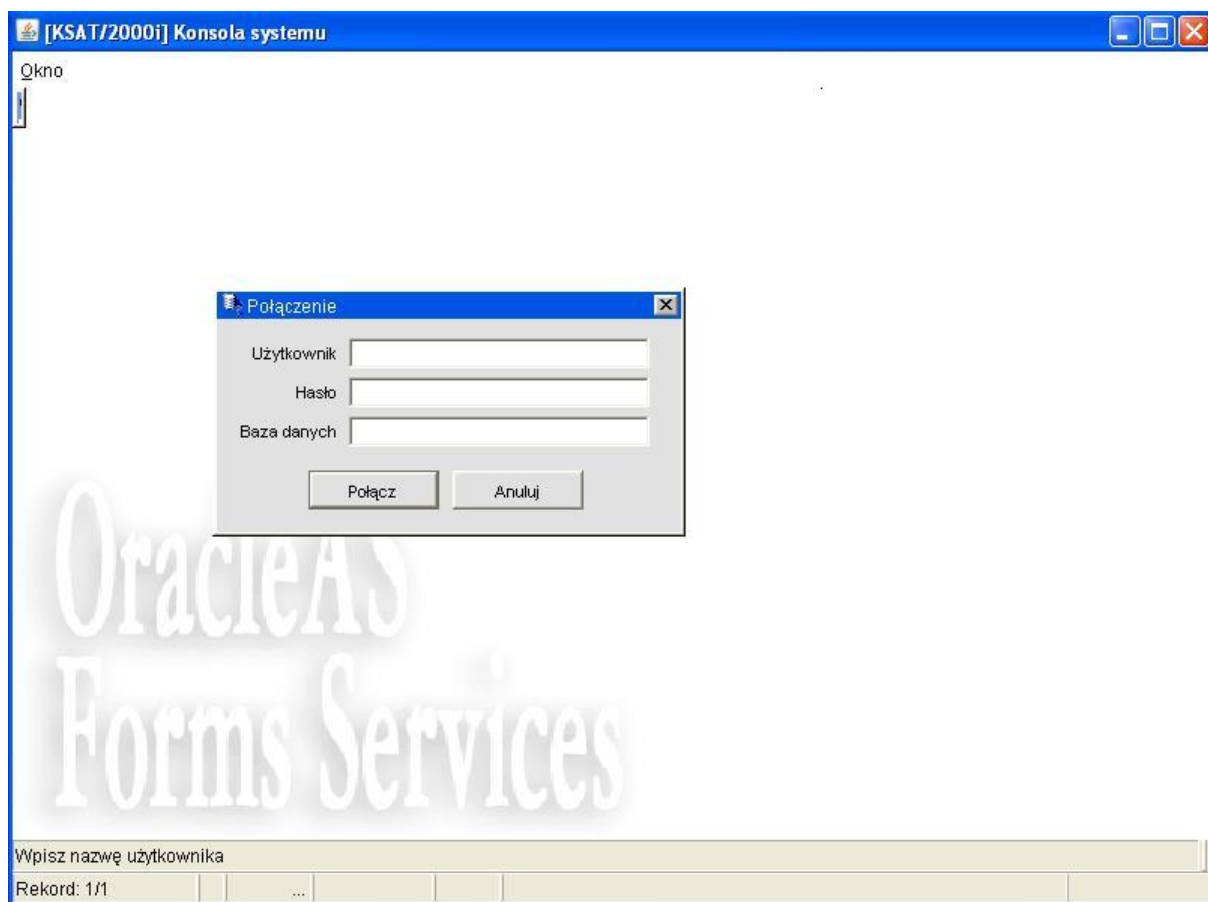 [KSAT/2000i] Konsola systemu
Okno
Połączenie
Użytkownik
Hasło
Baza danych
Połącz Anuluj
OracleAS
Forms Services
Wpisz nazwę użytkownika
Rekord: 1/1 ...